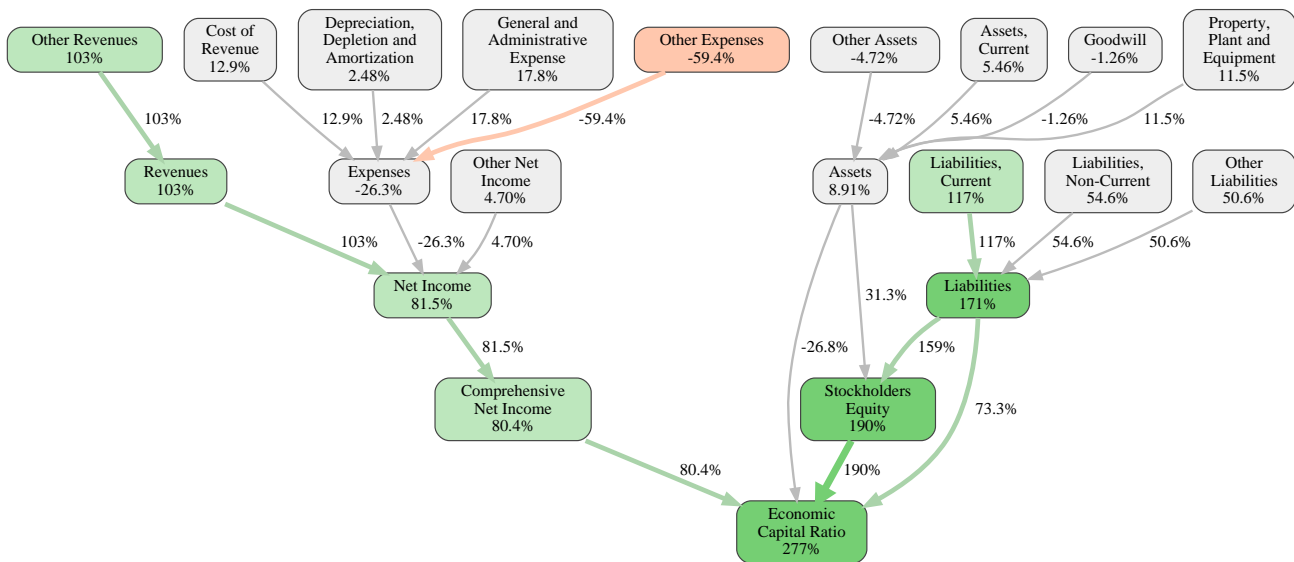 Other Revenues
103%
Cost of
Revenue
12.9%
Depreciation,
Depletion and
Amortization
2.48%
General and
Administrative
Expense
17.8%
Other Expenses
-59.4%
Other Assets
-4.72%
Assets,
Current
5.46%
Goodwill
-1.26%
Property,
Plant and
Equipment
11.5%
103%
12.9%
2.48%
17.8%
-59.4%
-4.72%
5.46%
-1.26%
11.5%
Revenues
103%
Expenses
-26.3%
Other Net
Income
4.70%
Assets
8.91%
Liabilities,
Current
117%
Liabilities,
Non-Current
54.6%
Other
Liabilities
50.6%
103%
-26.3%
4.70%
117%
54.6%
50.6%
Net Income
81.5%
31.3%
Liabilities
171%
81.5%
-26.8%
159%
Comprehensive
Net Income
80.4%
Stockholders
Equity
190%
73.3%
80.4%
190%
Economic
Capital Ratio
277%